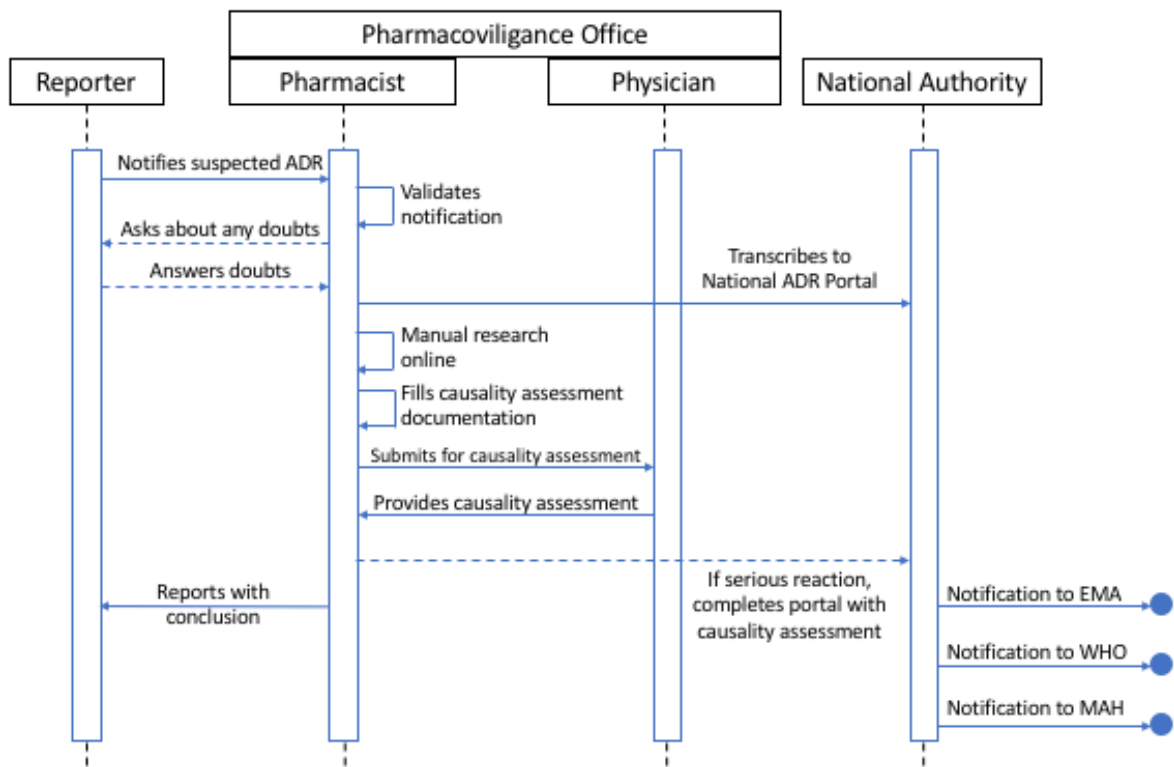 Pharmacoviligance Office
Reporter
Pharmacist
Physician
National Authority
Notifies suspected ADR
Validates
notification
Asks about any doubts
Answers doubts
Transcribes to
National ADR Portal
Manual research
online
Fills causality assessment
documentation
Submits for causality assessment
Provides causality assessment
If serious reaction,
completes portal with
causality assessment
Reports with
conclusion
Notification to EMA
Notification to WHO
Notification to MAH